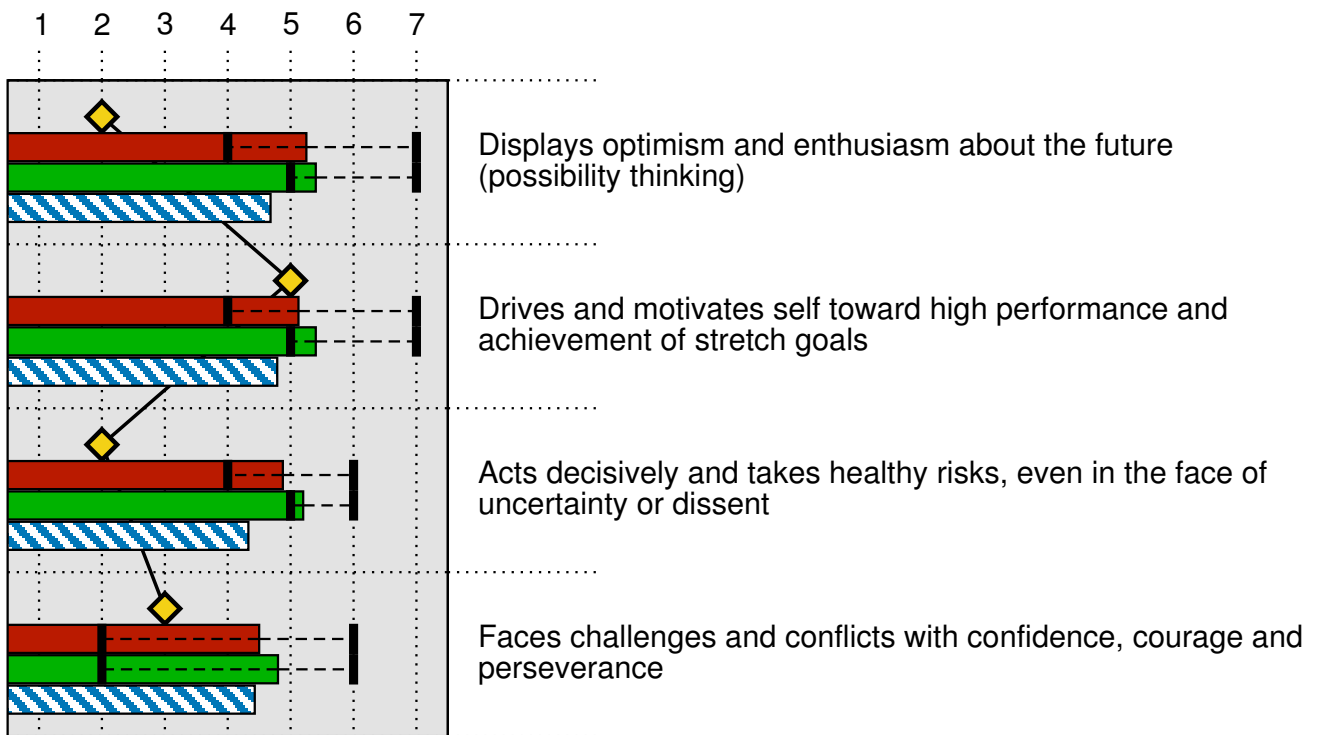 1 2 3 4 5 6 7
Displays optimism and enthusiasm about the future
(possibility thinking)
Drives and motivates self toward high performance and
achievement of stretch goals
Acts decisively and takes healthy risks, even in the face of
uncertainty or dissent
Faces challenges and conflicts with confidence, courage and
perseverance